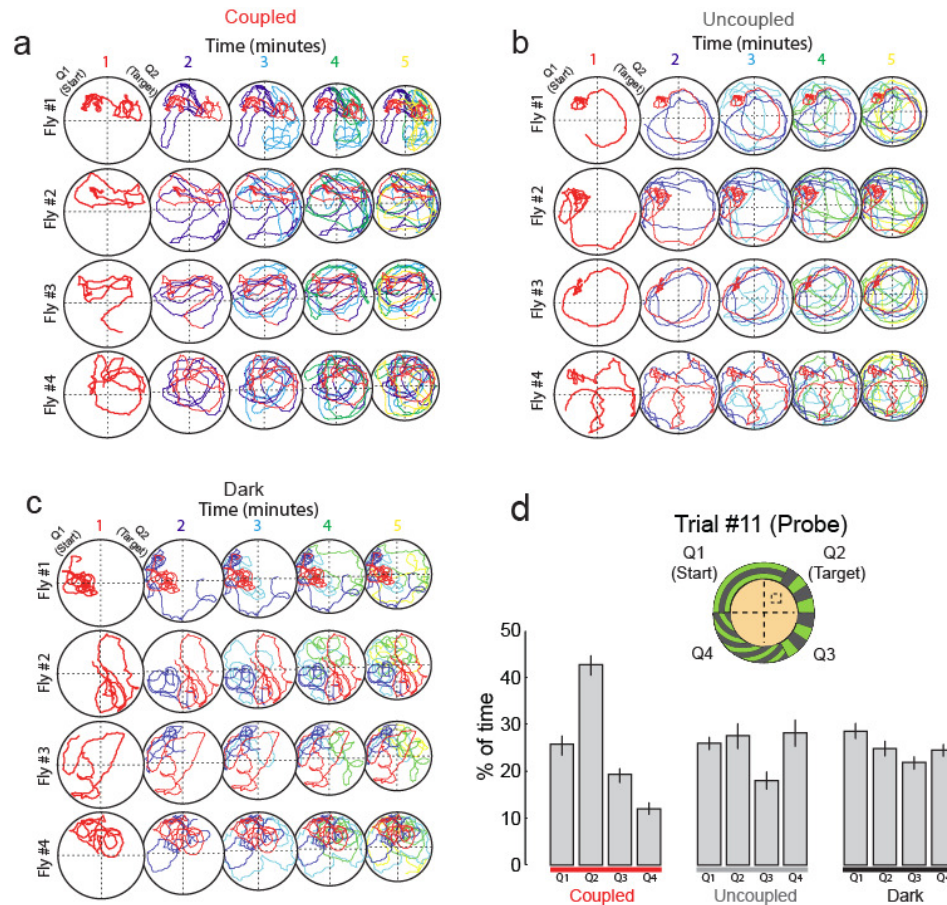 a
Coupled
Time (minutes)
Q1
(Start)
Q2
(Target)
1 2 3 4 5
Fly #1
Fly #2
Fly #3
Fly #4
b
Uncoupled
Time (minutes)
Q1
(Start)
Q2
(Target)
1 2 3 4 5
Fly #1
Fly #2
Fly #3
Fly #4
c
Dark
Time (minutes)
Q1
(Start)
Q2
(Target)
1 2 3 4 5
Fly #1
Fly #2
Fly #3
Fly #4
d
Trial #11 (Probe)
Q1
(Start)
Q2
(Target)
Q4
Q3
% of time
50
40
30
20
10
0
Q1 Q2 Q3 Q4
Coupled
Q1 Q2 Q3 Q4
Uncoupled
Q1 Q2 Q3 Q4
Dark